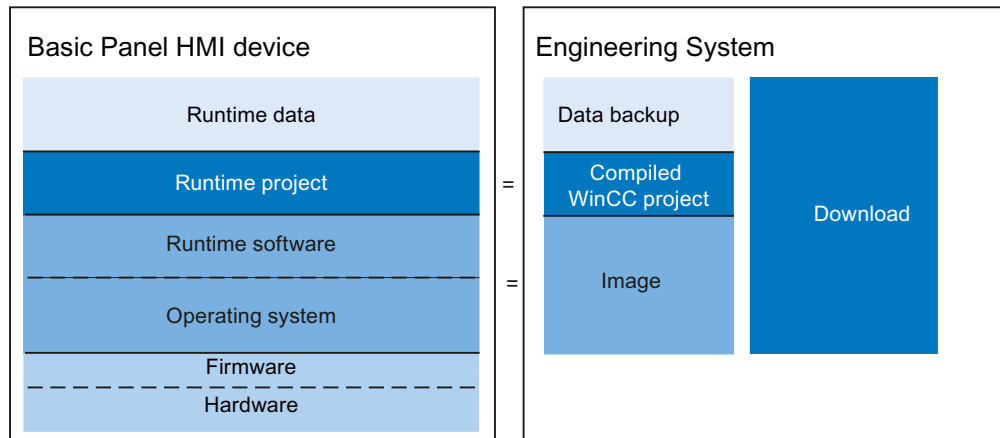 Basic Panel HMI device
Runtime data
Runtime project
Runtime software
Operating system
Firmware
Hardware
=
=
Engineering System
Data backup
Compiled
WinCC project
Image
Download